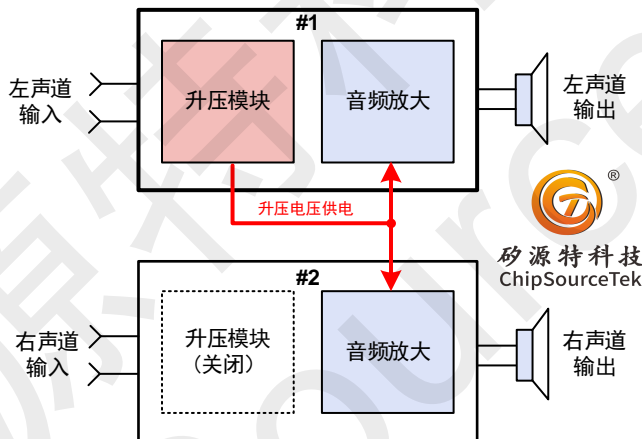 #1
左声道
输入
升压模块
音频放大
左声道
输出
升压电压供电
®
矽源特科技
ChipSourceTek
#2
右声道
输入
升压模块
（关闭）
音频放大
右声道
输出